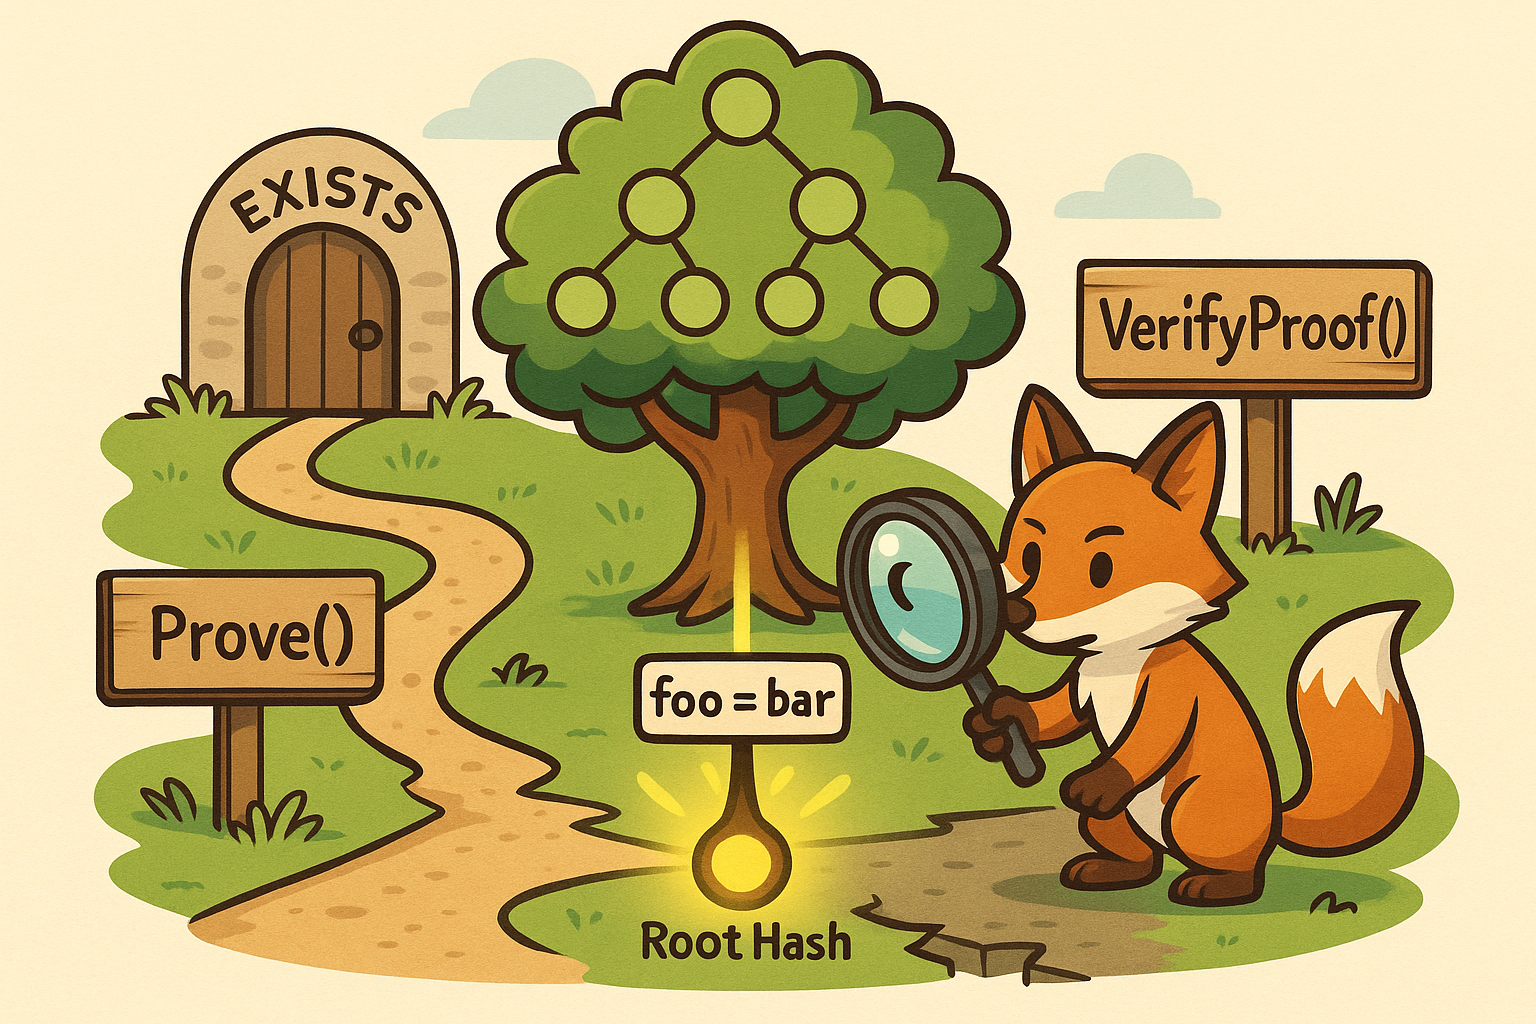 EXISTS
VerifyProof()
Prove()
foo = bar
Root Hash